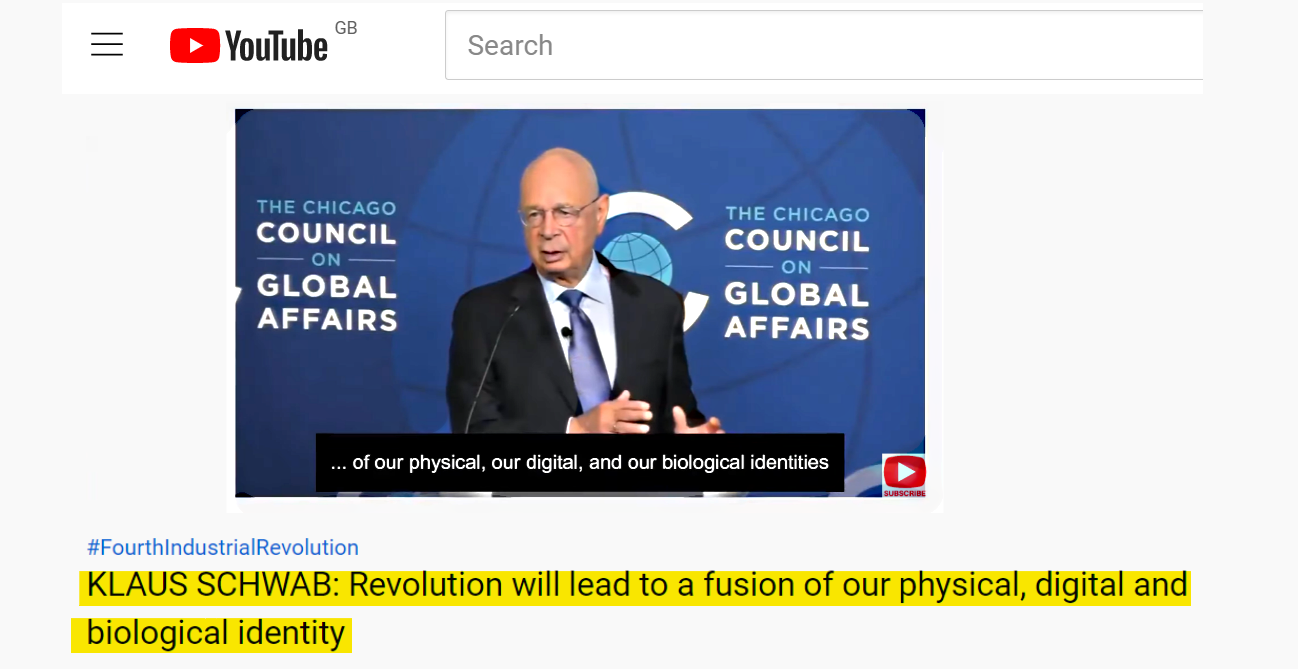 YouTube GB
Search
THE CHICAGO
COUNCIL
ON
GLOBAL
AFFAIRS
THE CHICAGO
COUNCIL
ON
GLOBAL
AFFAIRS
... of our physical, our digital, and our biological identities
SUBSCRIBE
#FourthIndustrialRevolution
KLAUS SCHWAB: Revolution will lead to a fusion of our physical, digital and
biological identity